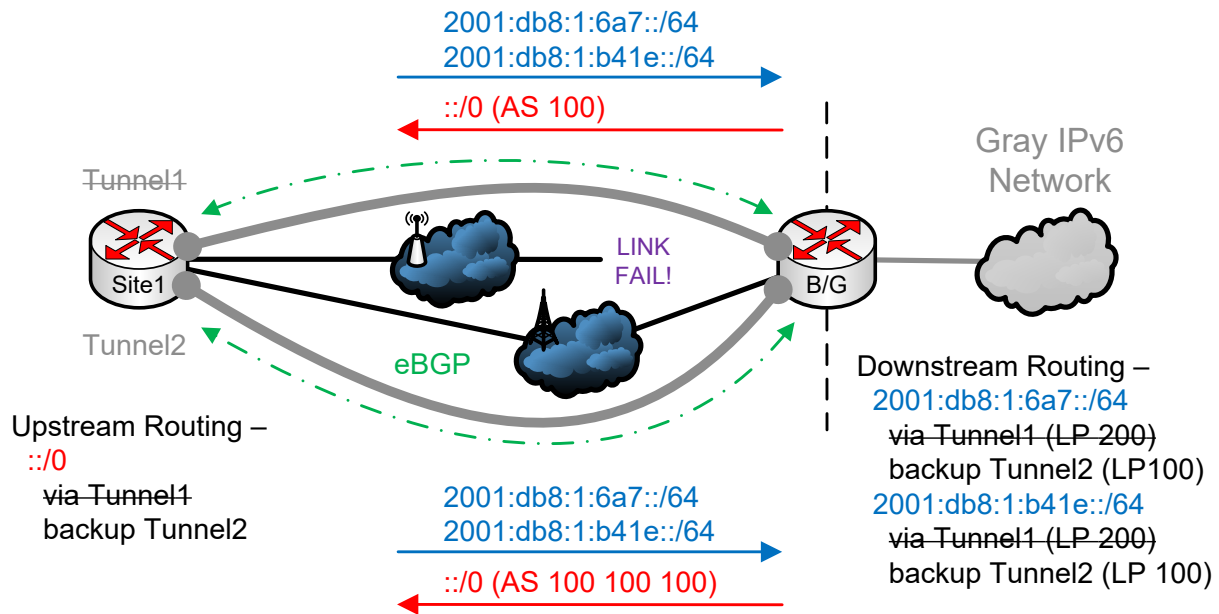 2001:db8:1:6a7::/64
2001:db8:1:b41e::/64
::/0 (AS 100)
Gray IPv6
Network
Tunnel1
LINK
FAIL!
Site1
B/G
Tunnel2
eBGP
Downstream Routing –
2001:db8:1:6a7::/64
via Tunnel1 (LP 200)
backup Tunnel2 (LP100)
2001:db8:1:b41e::/64
via Tunnel1 (LP 200)
backup Tunnel2 (LP 100)
Upstream Routing –
::/0
via Tunnel1
backup Tunnel2
2001:db8:1:6a7::/64
2001:db8:1:b41e::/64
::/0 (AS 100 100 100)